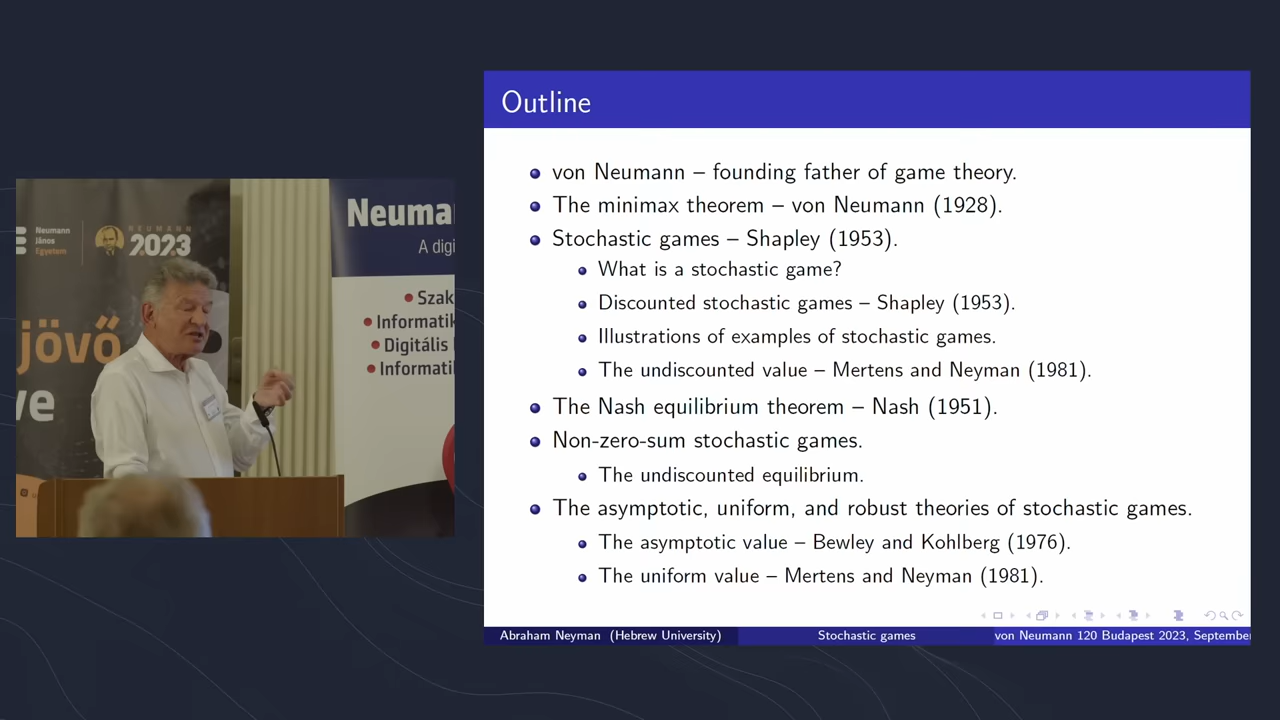 Neumann
János
Egyetem
NEUMANN
2023
jövő
ve
Neuma
A digi
Szak
Informatik
Digitális
Informati
Outline
von Neumann – founding father of game theory.
The minimax theorem – von Neumann (1928).
Stochastic games – Shapley (1953).
What is a stochastic game?
Discounted stochastic games – Shapley (1953).
Illustrations of examples of stochastic games.
The undiscounted value – Mertens and Neyman (1981).
The Nash equilibrium theorem – Nash (1951).
Non-zero-sum stochastic games.
The undiscounted equilibrium.
The asymptotic, uniform, and robust theories of stochastic games.
The asymptotic value – Bewley and Kohlberg (1976).
The uniform value – Mertens and Neyman (1981).
Abraham Neyman (Hebrew University)
Stochastic games
von Neumann 120 Budapest 2023, September